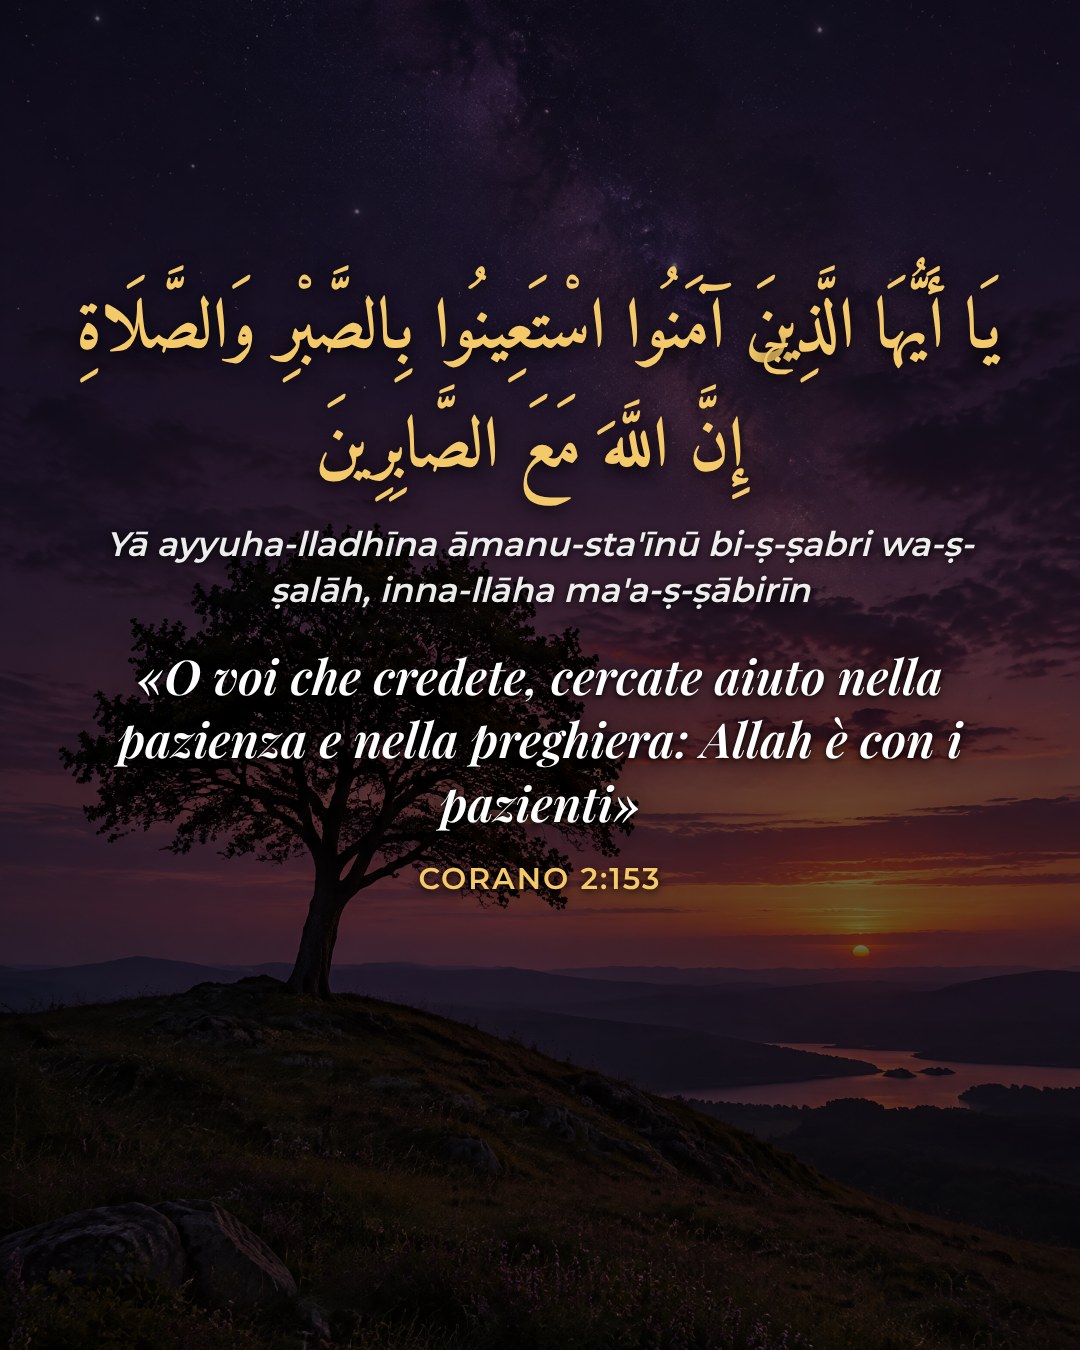 يَا أَيُّهَا الَّذِينَ آمَنُوا اسْتَعِينُوا بِالصَّبْرِ وَالصَّلَاةِ
إِنَّ اللَّهَ مَعَ الصَّابِرِينَ
Yā ayyuha-lladhīna āmanu-sta'īnū bi-ṣ-ṣabri wa-ṣ-
ṣalāh, inna-llāha ma'a-ṣ-ṣābirīn
«O voi che credete, cercate aiuto nella
pazienza e nella preghiera: Allah è con i
pazienti»
CORANO 2:153